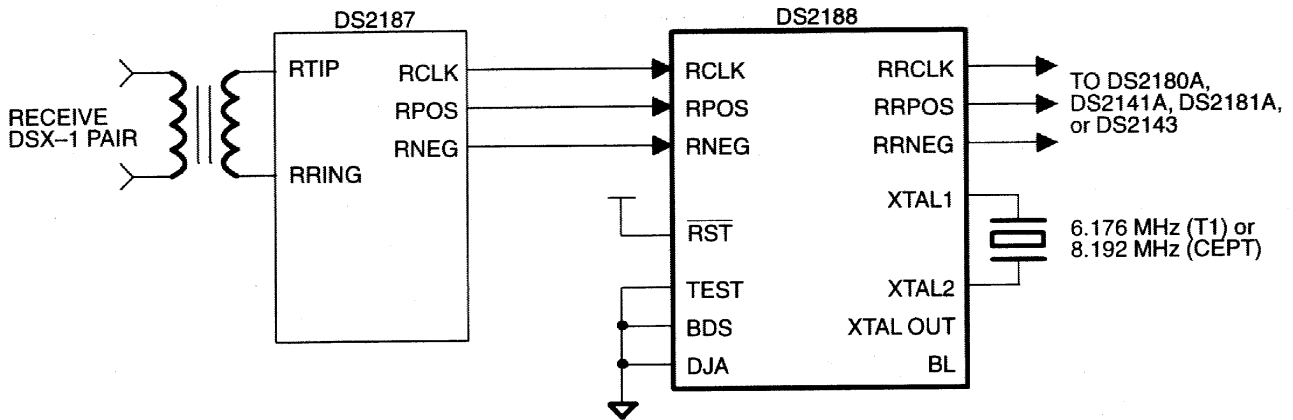 DS2187
DS2188
RECEIVE
DSX–1 PAIR
RTIP
RRING
RCLK
RPOS
RNEG
RCLK
RPOS
RNEG
RST
TEST
BDS
DJA
RRCLK
RRPOS
RRNEG
XTAL1
XTAL2
XTAL OUT
BL
TO DS2180A,
DS2141A, DS2181A,
or DS2143
6.176 MHz (T1) or
8.192 MHz (CEPT)